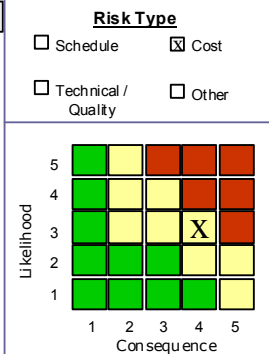 Risk Type
Schedule X Cost
Technical / Other
Quality
5
4
Likelihood
3 X
2
1
1 2 3 4 5
Consequence